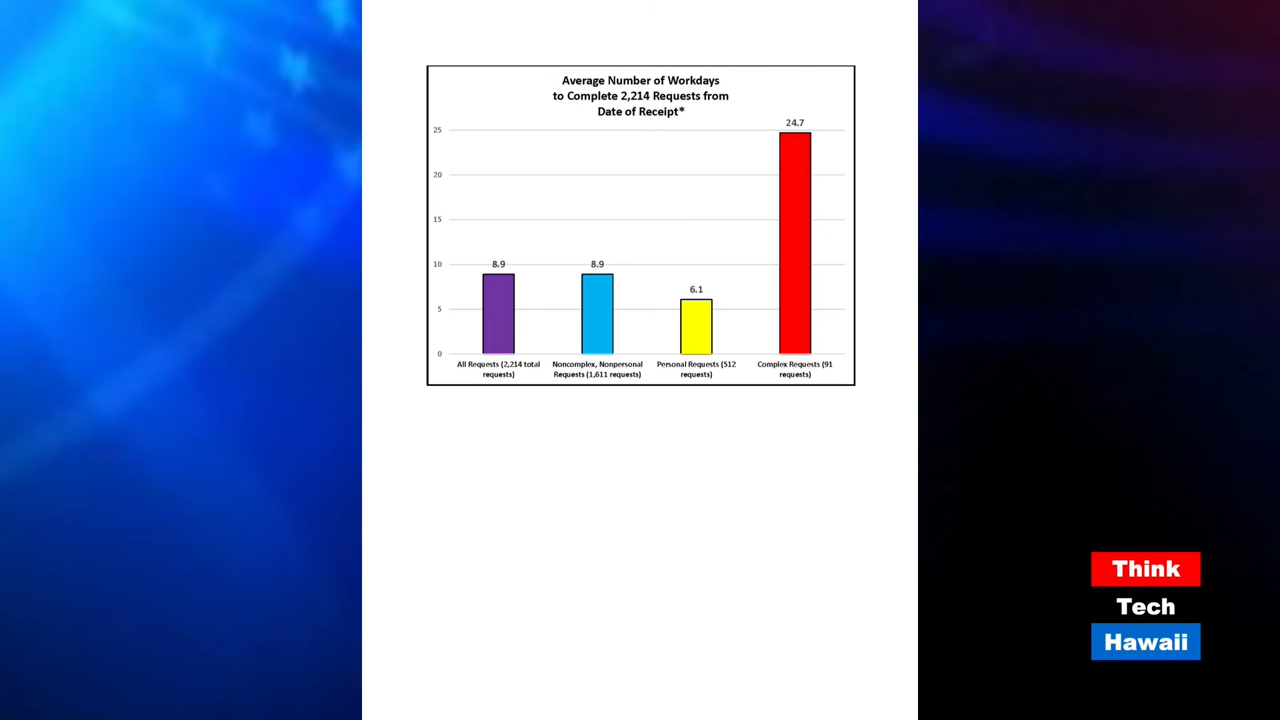 Average Number of Workdays
to Complete 2,214 Requests from
Date of Receipt*
25
20
15
10
5
0
8.9
8.9
6.1
24.7
All Requests (2,214 total
requests)
Noncomplex, Nonpersonal
Requests (1,611 requests)
Personal Requests (512
requests)
Complex Requests (91
requests)
Think
Tech
Hawaii